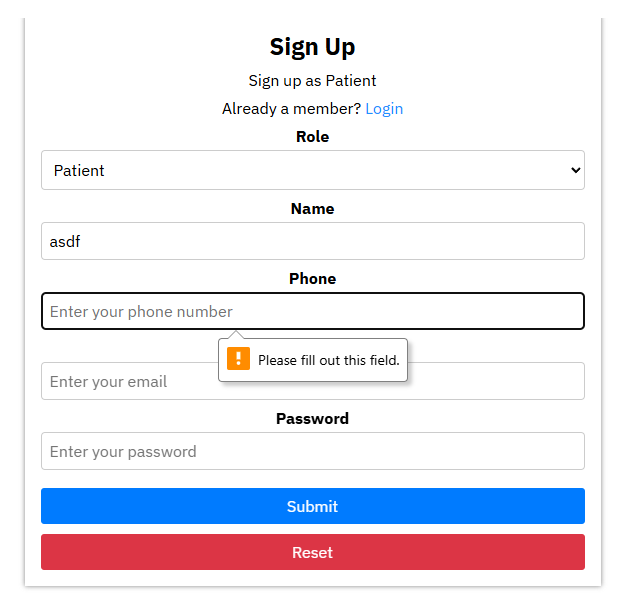 Sign Up
Sign up as Patient
Already a member? Login
Role
Patient
Name
asdf
Phone
Enter your phone number
! Please fill out this field.
Enter your email
Password
Enter your password
Submit
Reset